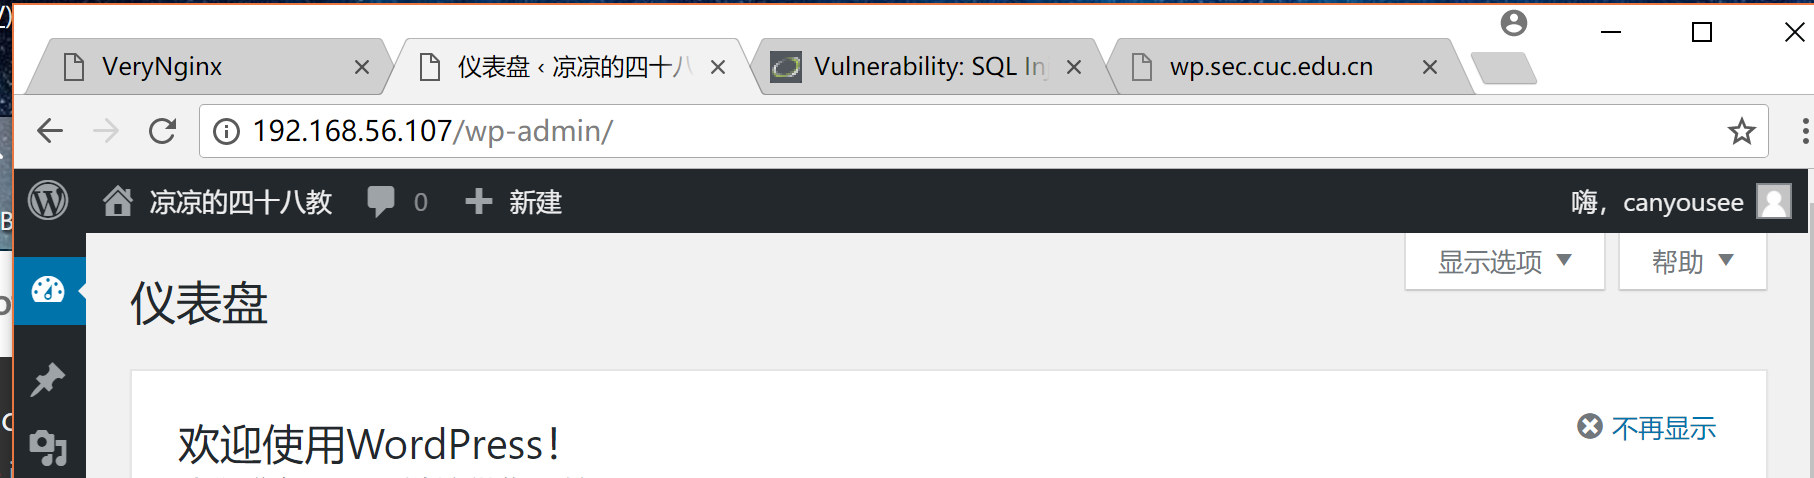 VeryNginx
仪表盘 ‹ 凉凉的四十八
Vulnerability: SQL Inj
wp.sec.cuc.edu.cn
192.168.56.107/wp-admin/
凉凉的四十八教
0
新建
嗨，canyousee
显示选项
帮助
仪表盘
欢迎使用WordPress！
不再显示